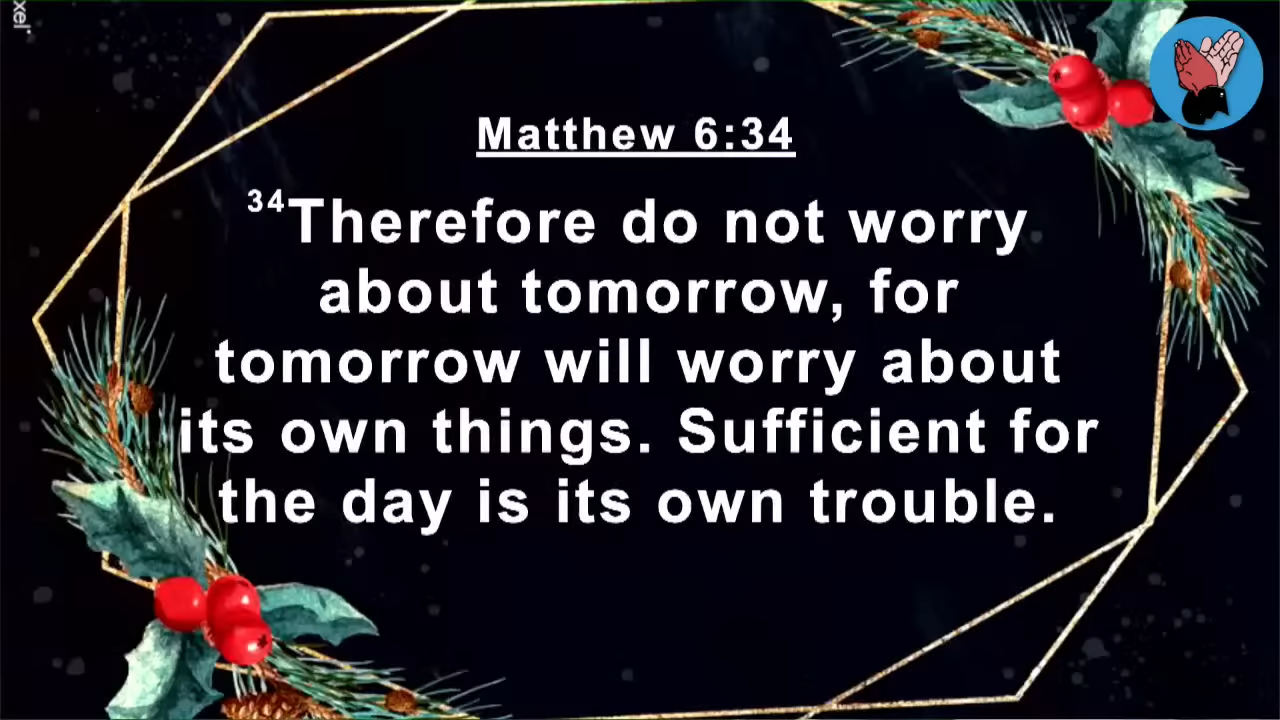 Matthew 6:34
34Therefore do not worry
about tomorrow, for
tomorrow will worry about
its own things. Sufficient for
the day is its own trouble.